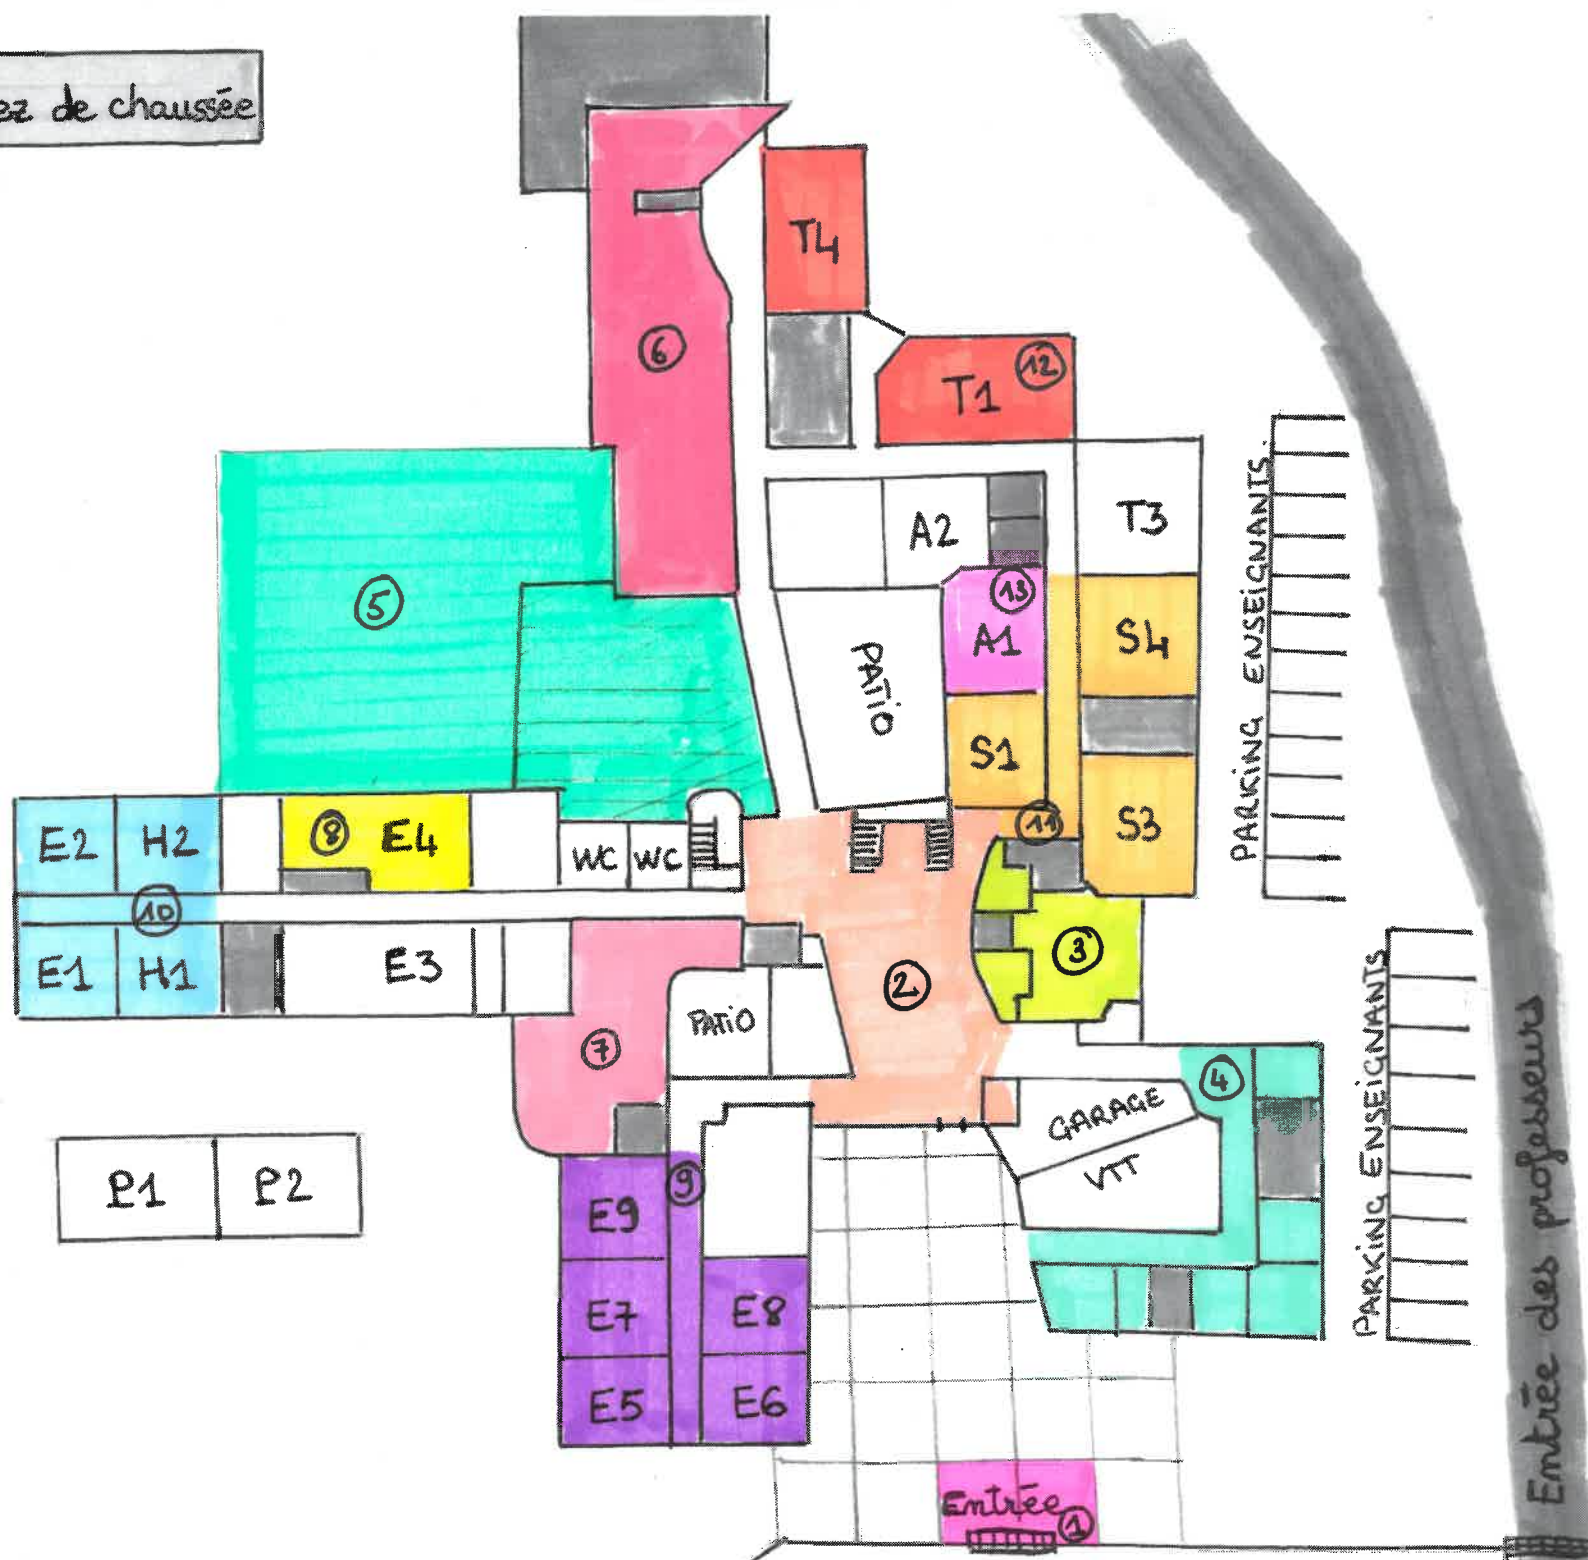 ez de chaussée
T4
6
12
T1
T3
A2
13
5
A1
S4
PATIO
S1
PARKING ENSEIGNANTS.
11
S3
E2
H2
8
E4
WC
WC
10
3
E1
H1
E3
2
PATIO
7
4
GARAGE
VTT
PARKING ENSEIGNANTS
P1
P2
9
E9
E7
E8
E5
E6
Entrée
1
Entrée des professeurs